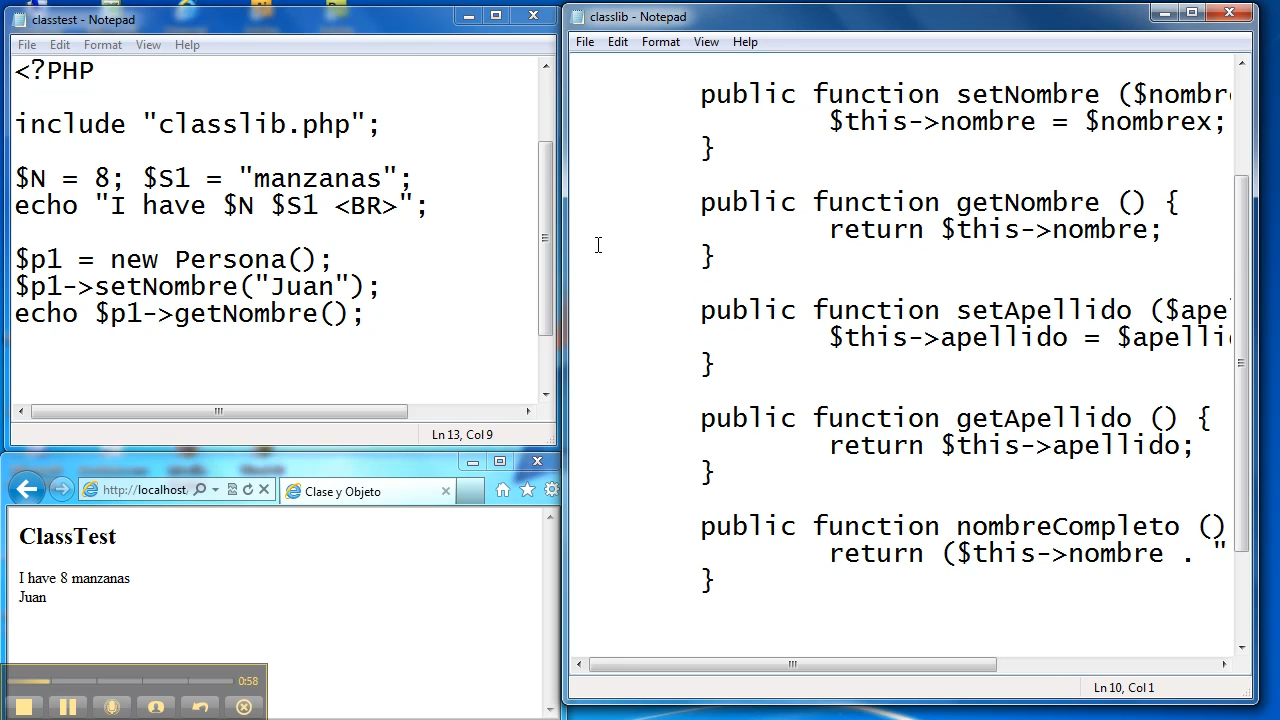 classtest - Notepad
File Edit Format View Help
<?PHP
include "classlib.php";
$N = 8; $S1 = "manzanas";
echo "I have $N $S1 <BR>";
$p1 = new Persona();
$p1->setNombre("Juan");
echo $p1->getNombre();
Ln 13, Col 9
http://localhost
Clase y Objeto
ClassTest
I have 8 manzanas
Juan
0:58
classlib - Notepad
File Edit Format View Help
public function setNombre ($nombr
$this->nombre = $nombrex;
}
public function getNombre () {
return $this->nombre;
}
public function setApellido ($ape
$this->apellido = $apelli
}
public function getApellido () {
return $this->apellido;
}
public function nombreCompleto ()
return ($this->nombre . "
}
Ln 10, Col 1